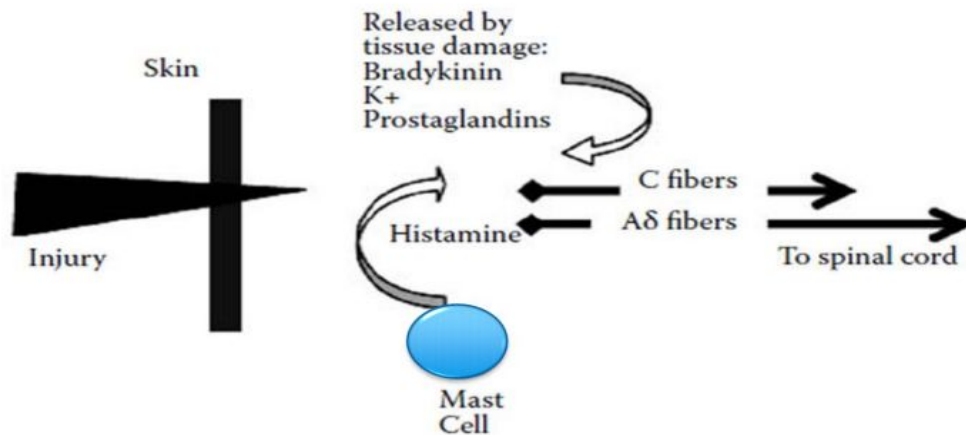 Released by
tissue damage:
Bradykinin
K+
Prostaglandins
Skin
C fibers
Aδ fibers
Histamine
Injury
To spinal cord
Mast
Cell